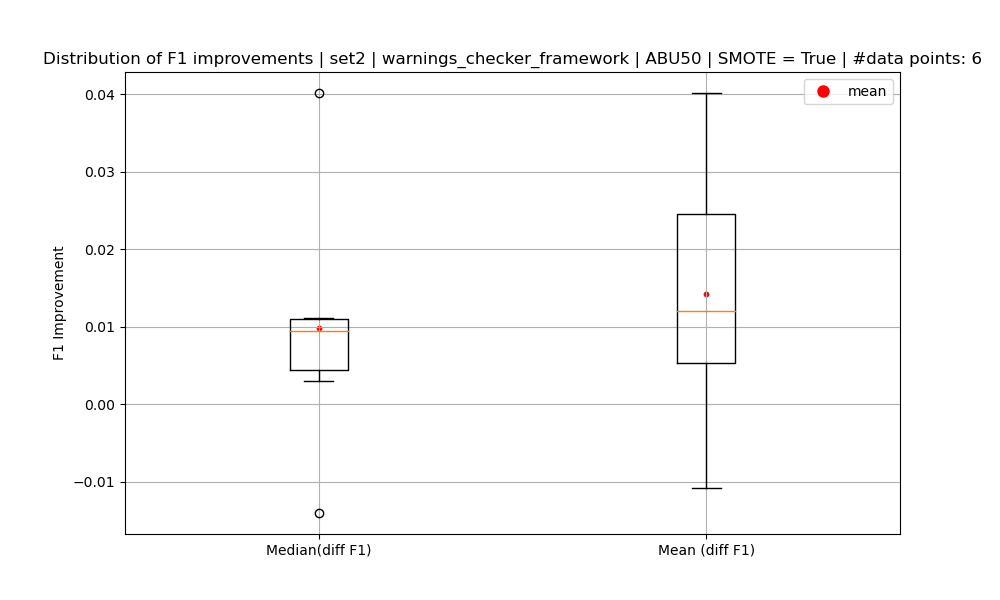 Distribution of F1 improvements | set2 | warnings_checker_framework | ABU50 | SMOTE = True | #data points: 6
mean
0.04
0.03
0.02
0.01
0.00
−0.01
F1 Improvement
Median(diff F1)
Mean (diff F1)